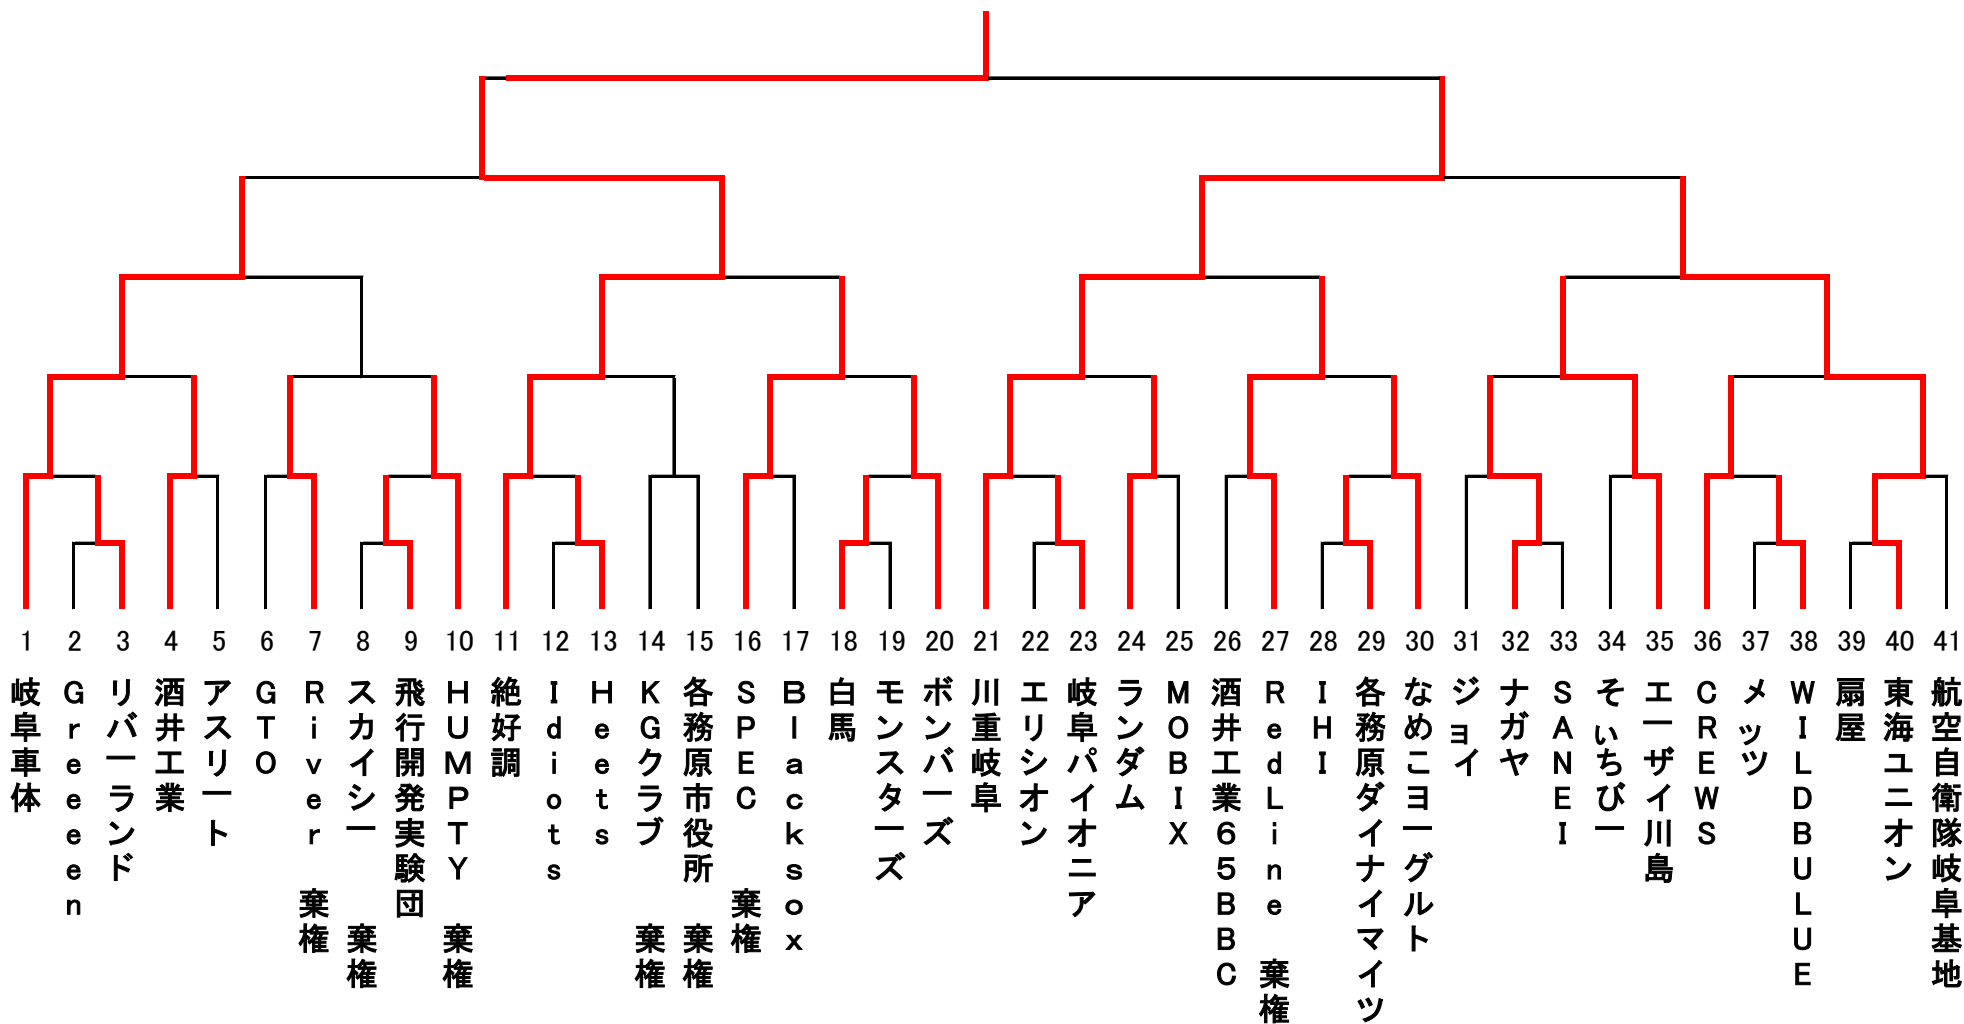 1 岐阜車体
2 Greeen
3 リバーランド
4 酒井工業
5 アスリート
6 GTO
7 River 棄権
8 スカイシー 棄権
9 飛行開発実験団
10 HUMPTY 棄権
11 絶好調
12 Idiots
13 Heets
14 KGクラブ 棄権
15 各務原市役所 棄権
16 SPEC 棄権
17 Blacksox
18 白馬
19 モンスターズ
20 ボンバーズ
21 川重岐阜
22 エリシオン
23 岐阜パイオニア
24 ランダム
25 MOBIX
26 酒井工業65BBC
27 RedLine 棄権
28 IHI
29 各務原ダイナイマイツ
30 なめこヨーグルト
31 ジョイ
32 ナガヤ
33 SANEI
34 そぃちびー
35 エーザイ川島
36 CREWS
37 メッツ
38 WILDBULUE
39 扇屋
40 東海ユニオン
41 航空自衛隊岐阜基地